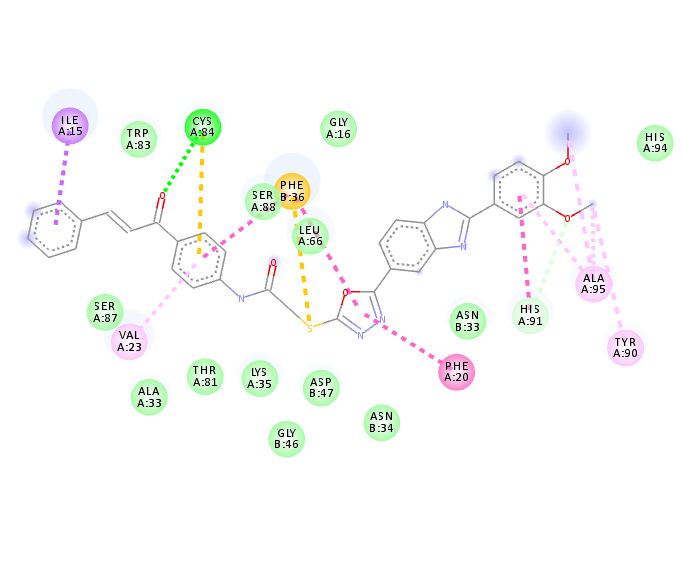 ILE
A:15
TRP
A:83
CYS
A:84
GLY
A:16
HIS
A:94
PHE
B:36
SER
A:88
LEU
A:66
O
O
N
O
N
O
O
N
S
O
N
N
SER
A:87
VAL
A:23
ALA
A:33
THR
A:81
LYS
A:35
GLY
B:46
ASP
B:47
ASN
B:34
PHE
A:20
ASN
B:33
HIS
A:91
ALA
A:95
TYR
A:90